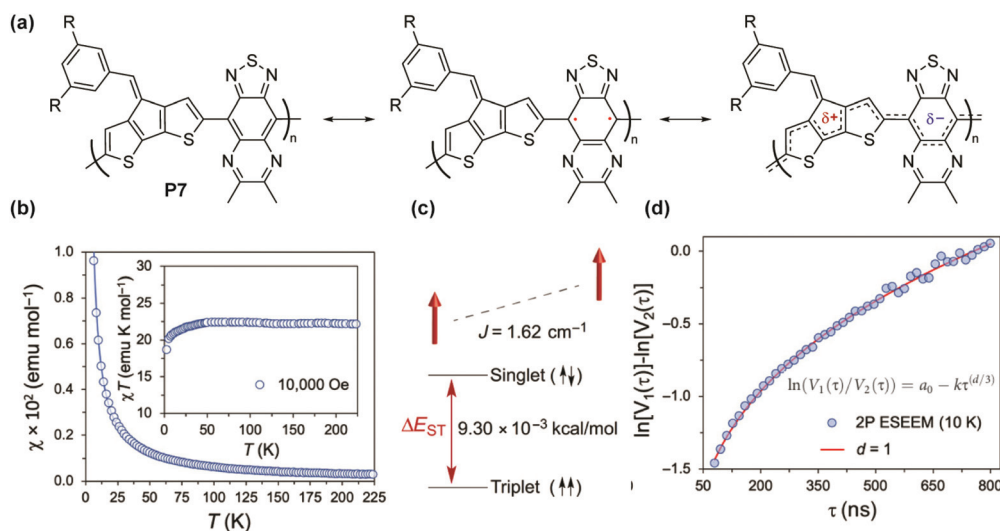 (a)
R
R
N
S
N
S
S
N
N
n
P7
R
R
N
S
N
S
S
N
N
n
R
R
N
S
N
S
δ+
S
δ−
N
N
n
(b)
χ × 10² (emu mol⁻¹)
1.0
0.8
0.6
0.4
0.2
0.0
0 25 50 75 100 125 150 175 200 225
T (K)
χT (emu K mol⁻¹)
30
25
20
15
10
0 50 100 150 200
T (K)
10,000 Oe
(c)
J = 1.62 cm⁻¹
Singlet (↑↓)
ΔE_ST
9.30 × 10⁻³ kcal/mol
Triplet (↑↑)
(d)
ln[V₁(τ)]-ln[V₂(τ)]
0.0
−0.5
−1.0
−1.5
ln(V₁(τ)/V₂(τ)) = a₀ − kτ^(d/3)
2P ESEEM (10 K)
d = 1
50 200 350 500 650 800
τ (ns)